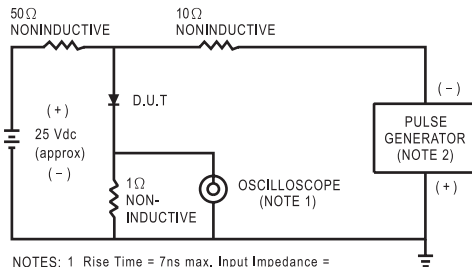 50Ω
NONINDUCTIVE
10Ω
NONINDUCTIVE
(+)
25 Vdc
(approx)
(−)
D.U.T
1Ω
NON-
INDUCTIVE
OSCILLOSCOPE
(NOTE 1)
(−)
PULSE
GENERATOR
(NOTE 2)
(+)
NOTES: 1 Rise Time = 7ns max. Input Impedance =